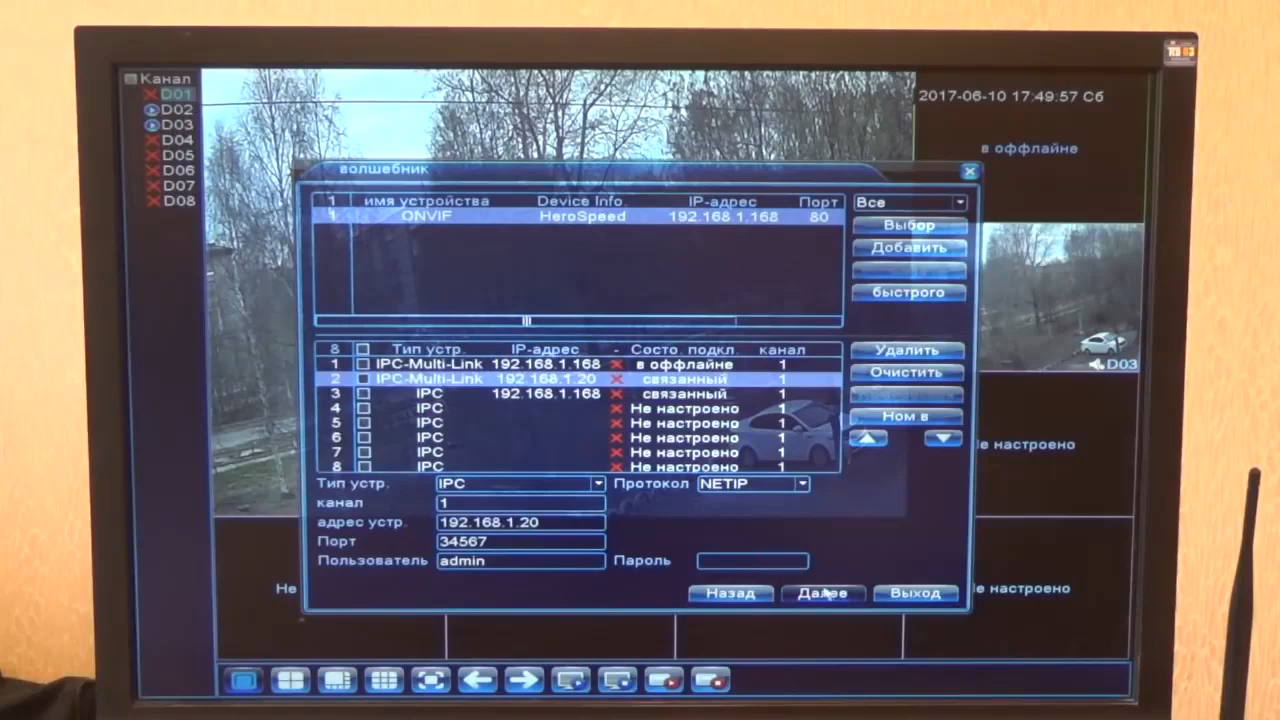 Канал
D01
D02
D03
D04
D05
D06
D07
D08
2017-06-10 17:49:57 Сб
в оффлайне
волшебник
1 имя устройства Device Info. IP-адрес Порт
1 ONVIF HeroSpeed 192.168.1.168 80
Все
Выбор
Добавить
быстрого
8 Тип устр. IP-адрес - Состо. подкл. канал
1 IPC-Multi-Link 192.168.1.168 в оффлайне 1
2 IPC-Multi-Link 192.168.1.20 связанный 1
3 IPC 192.168.1.168 связанный 1
4 IPC Не настроено 1
5 IPC Не настроено 1
6 IPC Не настроено 1
7 IPC Не настроено 1
8 IPC Не настроено 1
Удалить
Очистить
Ном в
D03
Тип устр. IPC Протокол NETIP
канал 1
адрес устр. 192.168.1.20
Порт 34567
Пользователь admin Пароль
Назад Далее Выход
е настроено
Не
е настроено